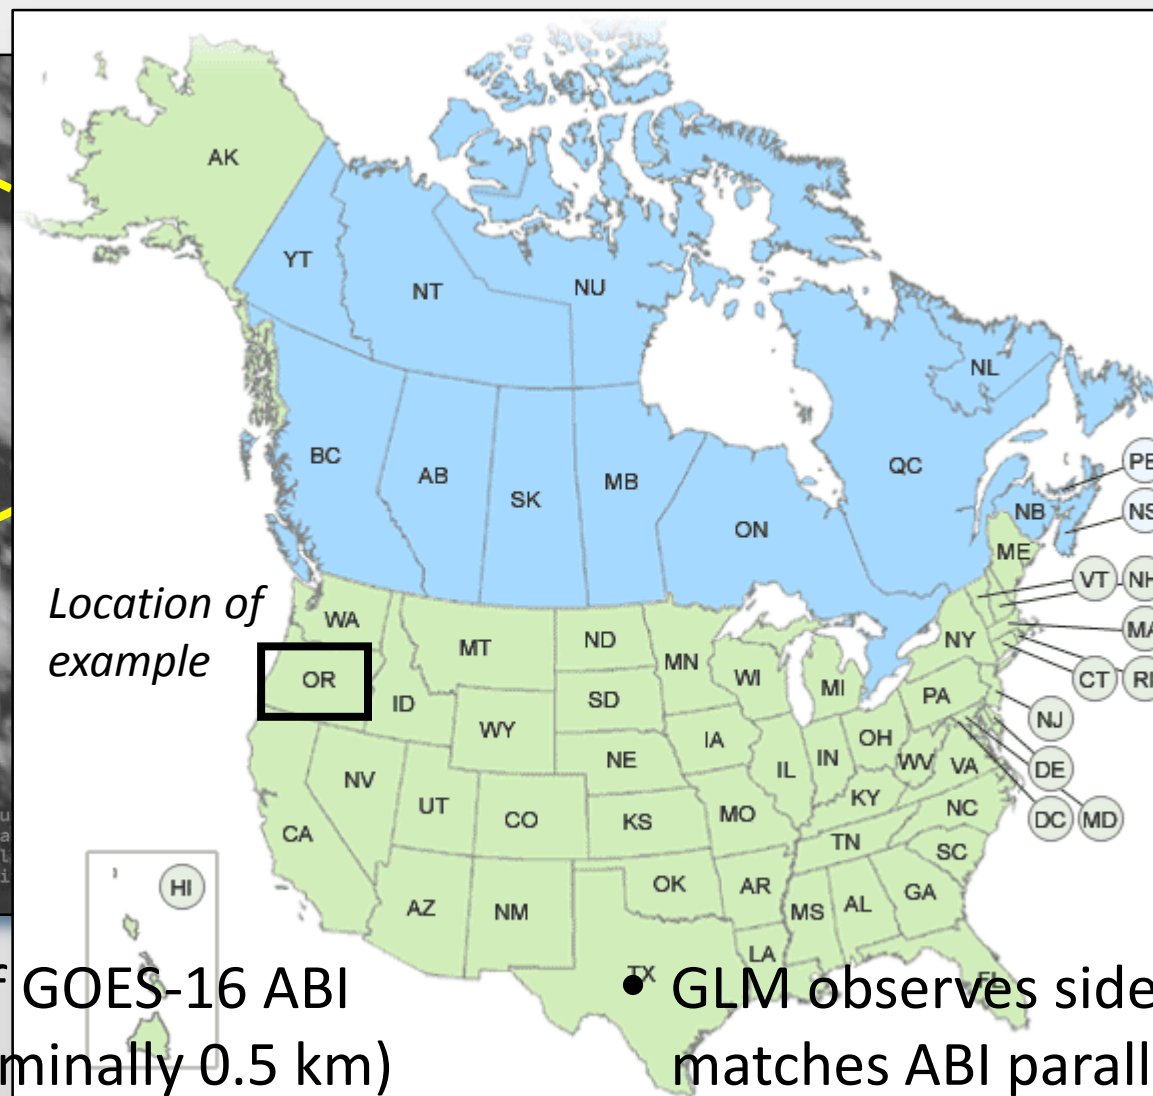 AK
YT
NT
NU
NL
BC
AB
SK
MB
ON
QC
NB
ME
VT
WA
Location of
example
OR
MT
ND
MN
WI
MI
NY
CT
ID
SD
PA
NJ
WY
IA
OH
NE
IL
IN
WV
VA
DE
NV
UT
CO
KS
MO
KY
NC
DC
MD
CA
TN
SC
HI
AZ
NM
OK
AR
MS
AL
GA
LA
TX
FL
GOES-16 ABI
0.5 km)
• GLM observes side
matches ABI